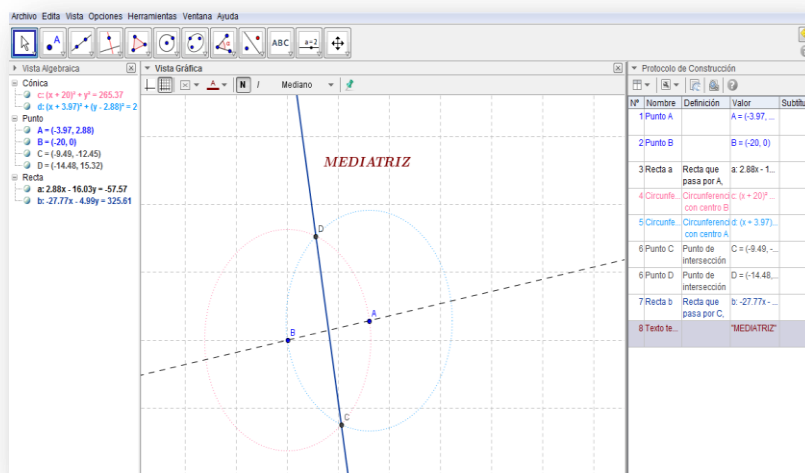 Archivo Edita Vista Opciones Herramientas Ventana Ayuda
A
ABC
a=2
Vista Algebraica
Cónica
c: (x + 20)² + y² = 265.37
d: (x + 3.97)² + (y - 2.88)² = 2
Punto
A = (-3.97, 2.88)
B = (-20, 0)
C = (-9.49, -12.45)
D = (-14.48, 15.32)
Recta
a: 2.88x - 16.03y = -57.57
b: -27.77x - 4.99y = 325.61
Vista Gráfica
A N I Mediano
MEDIATRIZ
D
A
B
C
Protocolo de Construcción
Nº Nombre Definición Valor Subtítu
1 Punto A A = (-3.97, ...
2 Punto B B = (-20, 0)
3 Recta a Recta que a: 2.88x - 1...
pasa por A,
4 Circunfe... Circunferenci c: (x + 20)² ...
con centro B
5 Circunfe... Circunferenci d: (x + 3.97)...
con centro A
6 Punto C Punto de C = (-9.49, -...
intersección
6 Punto D Punto de D = (-14.48,...
intersección
7 Recta b Recta que b: -27.77x - ...
pasa por C,
8 Texto te... "MEDIATRIZ"